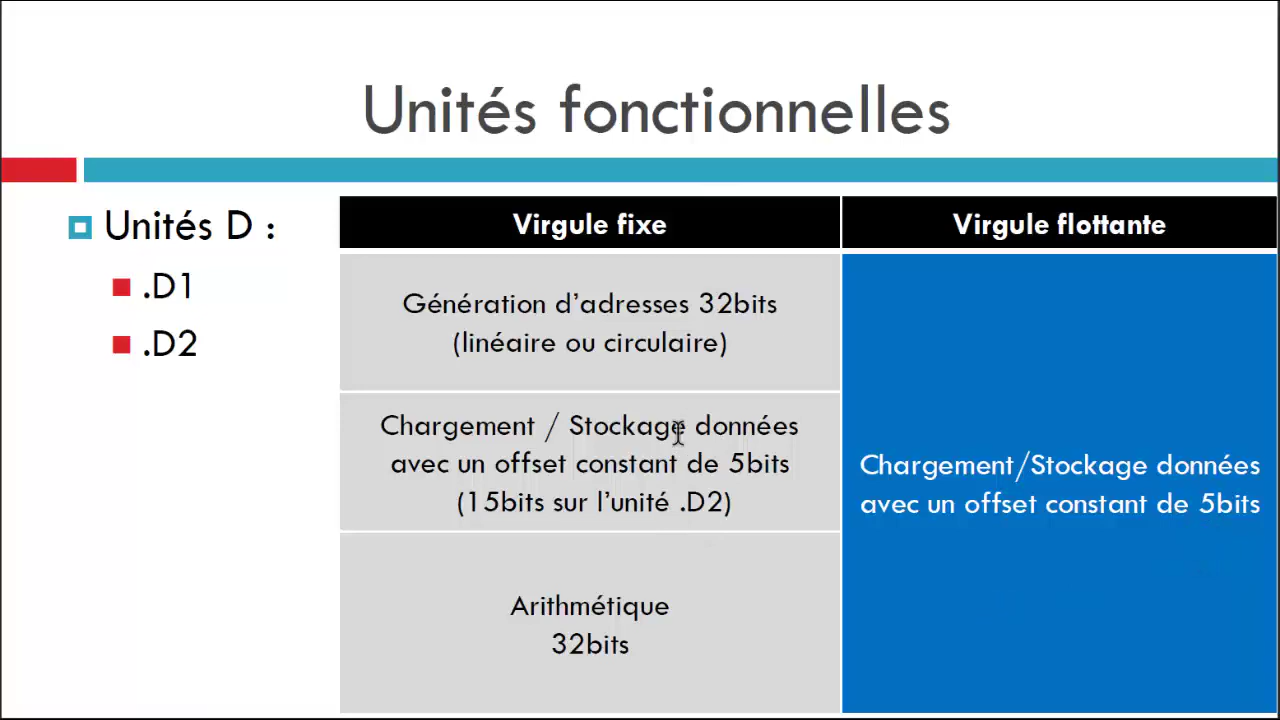 Unités fonctionnelles
Unités D :
.D1
.D2
Virgule fixe
Virgule flottante
Génération d’adresses 32bits
(linéaire ou circulaire)
Chargement / Stockage données
avec un offset constant de 5bits
(15bits sur l’unité .D2)
Arithmétique
32bits
Chargement/Stockage données
avec un offset constant de 5bits